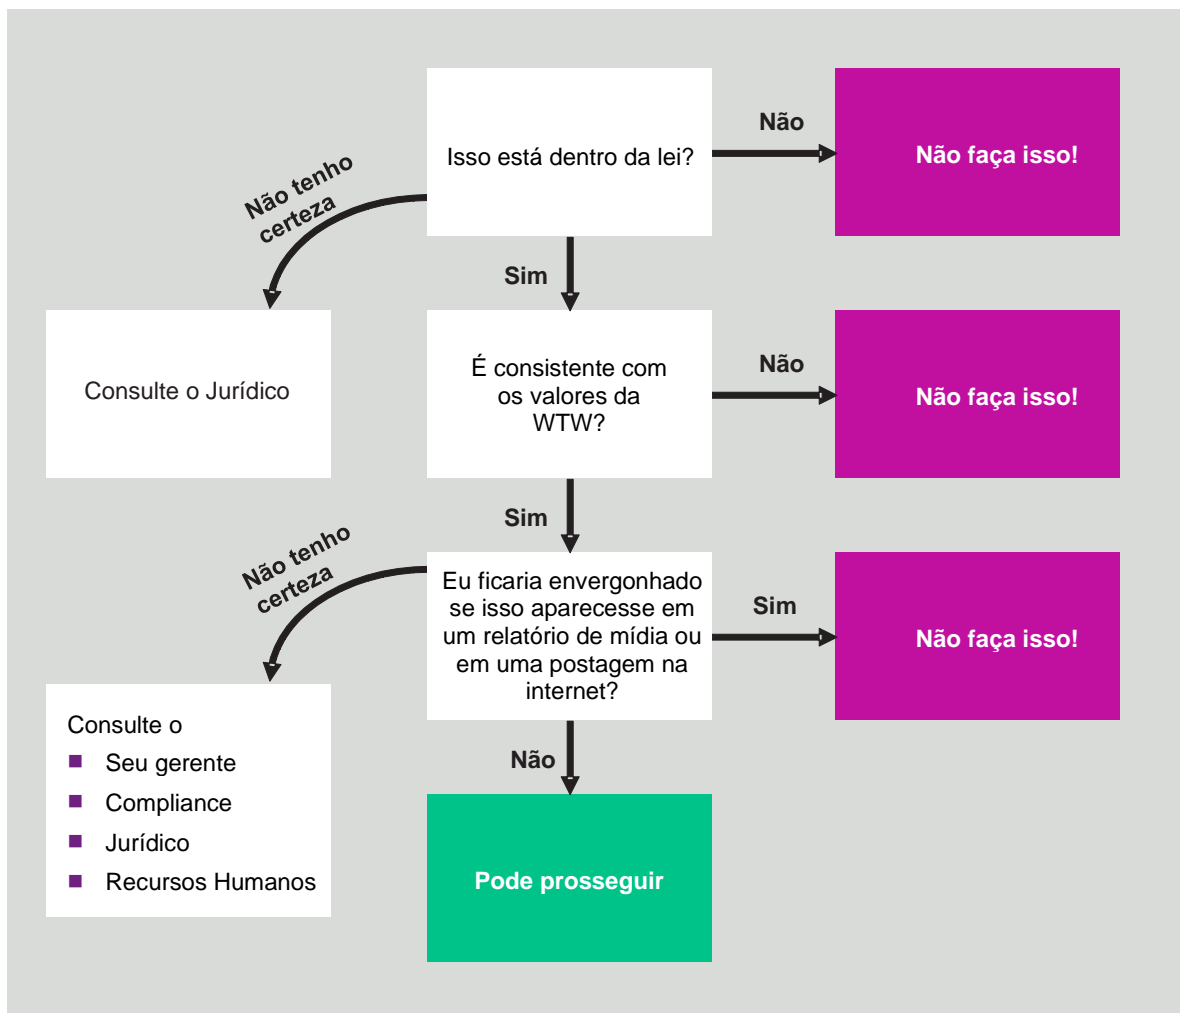 Isso está dentro da lei?
Não
Não faça isso!
Não tenho
certeza
Sim
Consulte o Jurídico
É consistente com
os valores da
WTW?
Não
Não faça isso!
Sim
Não tenho
certeza
Eu ficaria envergonhado
se isso aparecesse em
um relatório de mídia ou
em uma postagem na
internet?
Sim
Não faça isso!
Consulte o
Seu gerente
Compliance
Jurídico
Recursos Humanos
Não
Pode prosseguir